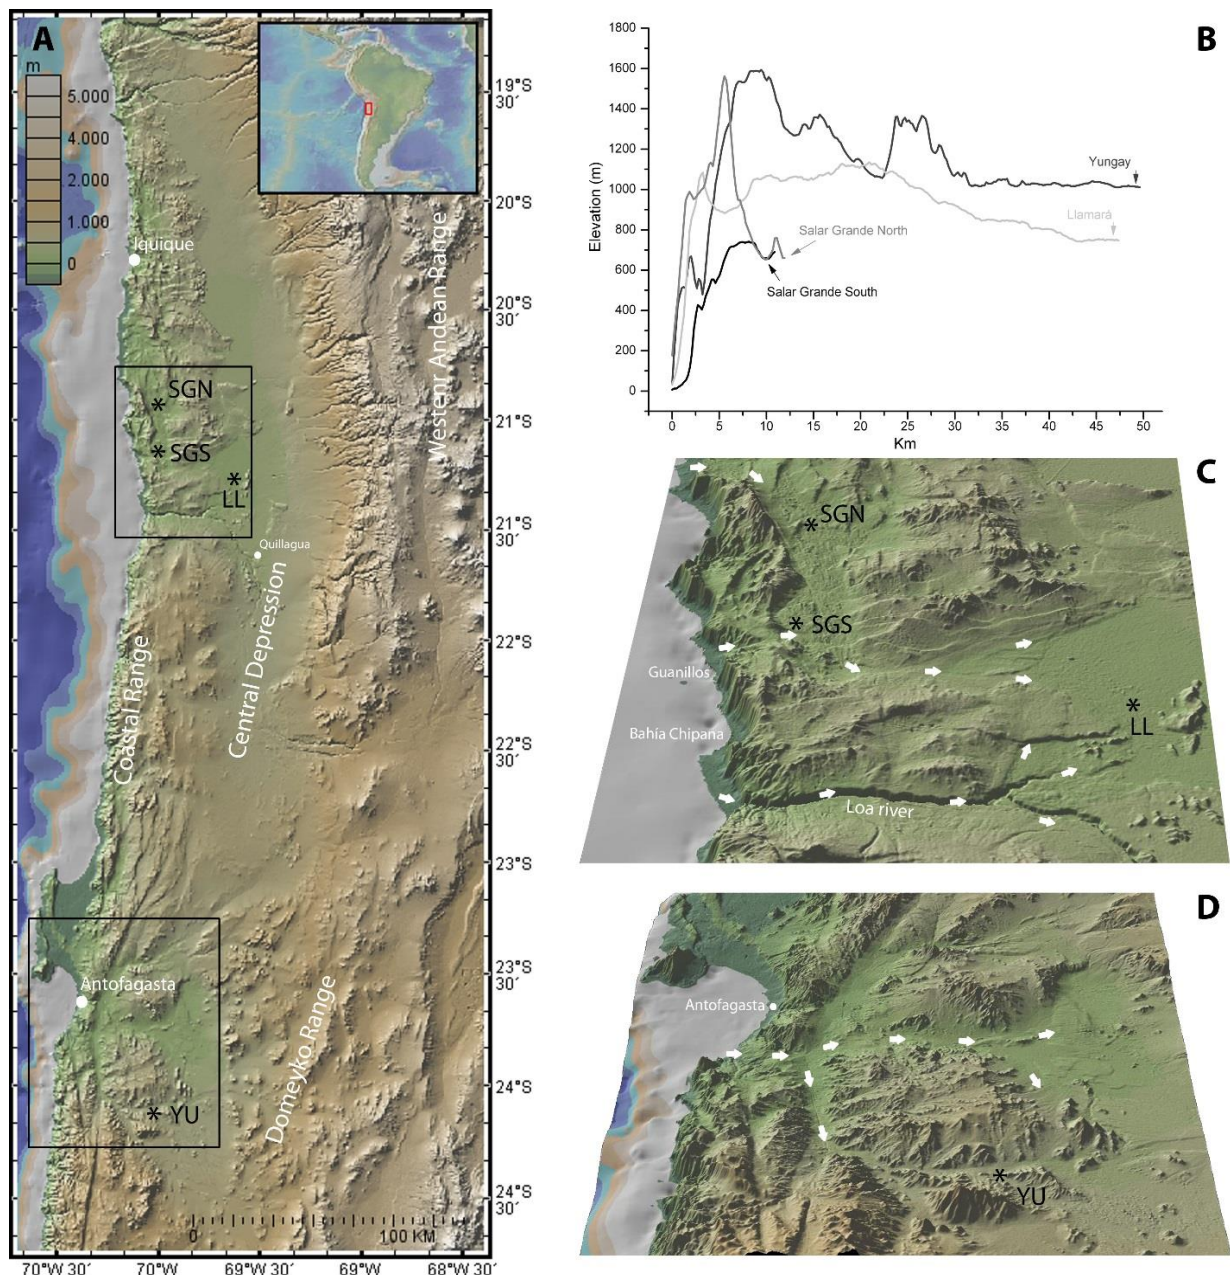 A
m
5.000
4.000
2.000
1.000
0
Iquique
SGN
SGS
LL
Quillagua
Coastal Range
Central Depression
Westenr Andean Range
Antofagasta
YU
Domeyko Range
0 100 KM
19°S
30´
20°S
20°S
30´
21°S
21°S
30´
22°S
22°S
23°S
23°S
30´
24°S
24°S
30´
70°W 30´ 70°W 69°W 30´ 68°W 30´
B
Elevation (m)
1800
1600
1400
1200
1000
800
600
400
200
0
Yungay
Llamará
Salar Grande North
Salar Grande South
0 5 10 15 20 25 30 35 40 45 50
Km
C
SGN
SGS
Guanillos
LL
Bahía Chipana
Loa river
D
Antofagasta
YU